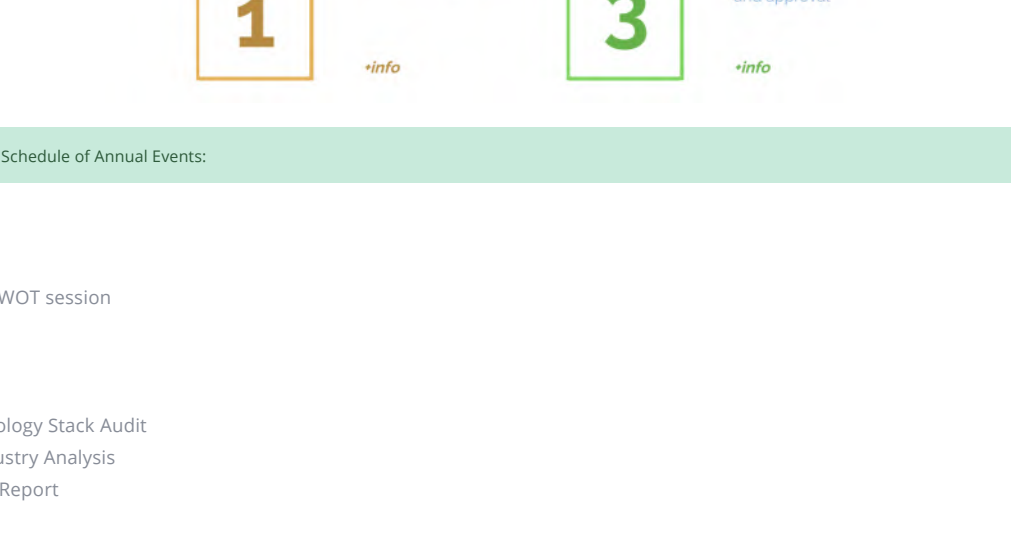 1
3
+info
+info
Schedule of Annual Events:
WOT session
ology Stack Audit
ustry Analysis
Report